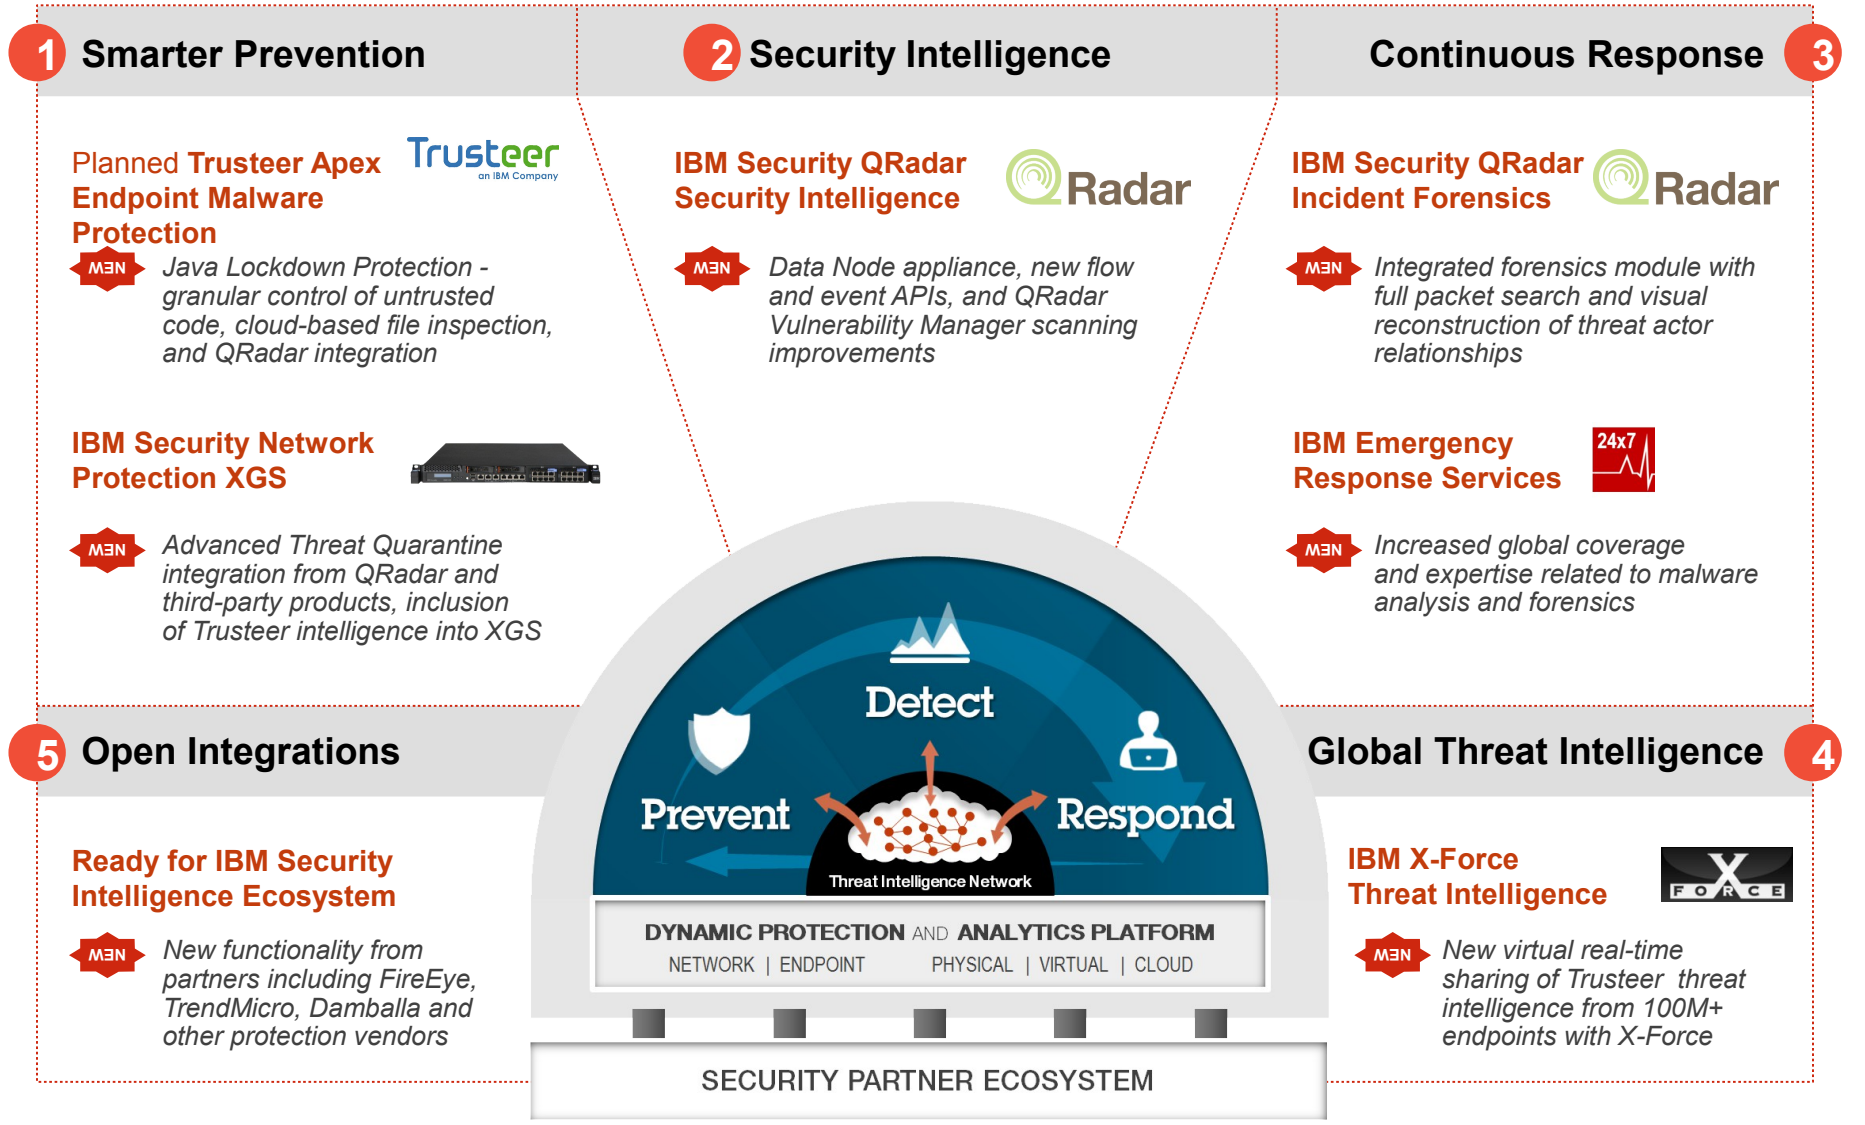 1 Smarter Prevention
Planned Trusteer Apex
Endpoint Malware
Protection
Trusteer
an IBM Company
NEW
Java Lockdown Protection -
granular control of untrusted
code, cloud-based file inspection,
and QRadar integration
IBM Security Network
Protection XGS
NEW
Advanced Threat Quarantine
integration from QRadar and
third-party products, inclusion
of Trusteer intelligence into XGS
2 Security Intelligence
IBM Security QRadar
Security Intelligence
QRadar
NEW
Data Node appliance, new flow
and event APIs, and QRadar
Vulnerability Manager scanning
improvements
Continuous Response 3
IBM Security QRadar
Incident Forensics
QRadar
NEW
Integrated forensics module with
full packet search and visual
reconstruction of threat actor
relationships
IBM Emergency
Response Services
24x7
NEW
Increased global coverage
and expertise related to malware
analysis and forensics
Global Threat Intelligence 4
IBM X-Force
Threat Intelligence
X
FORCE
NEW
New virtual real-time
sharing of Trusteer threat
intelligence from 100M+
endpoints with X-Force
5 Open Integrations
Ready for IBM Security
Intelligence Ecosystem
NEW
New functionality from
partners including FireEye,
TrendMicro, Damballa and
other protection vendors
Detect
Prevent
Respond
Threat Intelligence Network
DYNAMIC PROTECTION AND ANALYTICS PLATFORM
NETWORK | ENDPOINT PHYSICAL | VIRTUAL | CLOUD
SECURITY PARTNER ECOSYSTEM